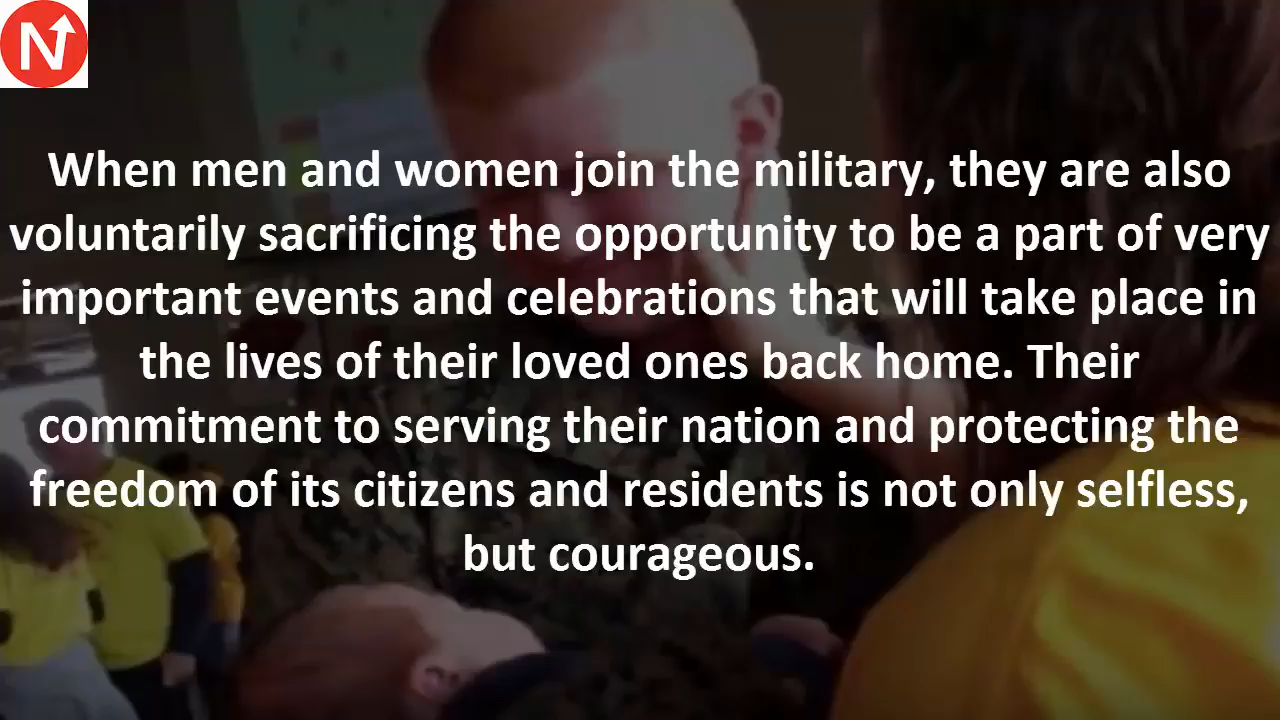 N
When men and women join the military, they are also
voluntarily sacrificing the opportunity to be a part of very
important events and celebrations that will take place in
the lives of their loved ones back home. Their
commitment to serving their nation and protecting the
freedom of its citizens and residents is not only selfless,
but courageous.